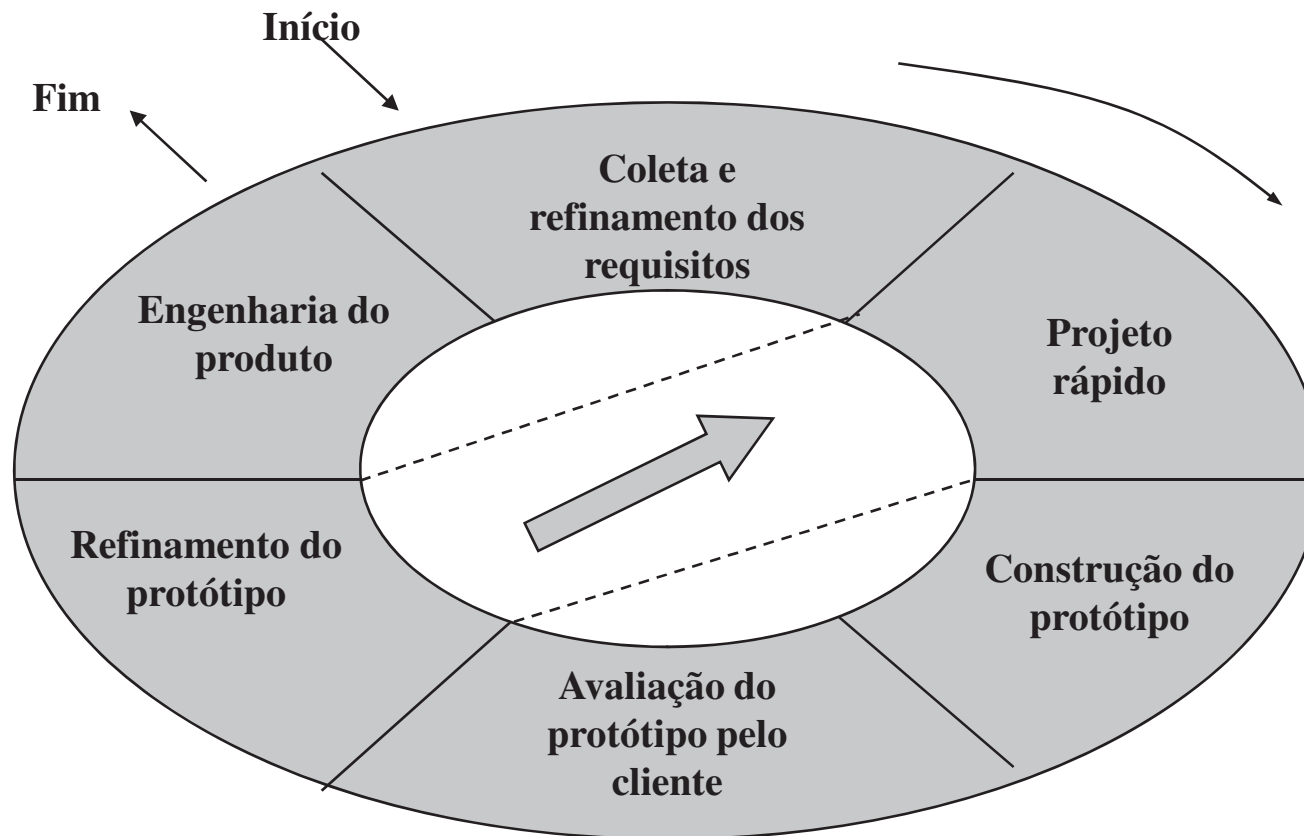 Início
Fim
Coleta e
refinamento dos
requisitos
Engenharia do
produto
Projeto
rápido
Refinamento do
protótipo
Construção do
protótipo
Avaliação do
protótipo pelo
cliente